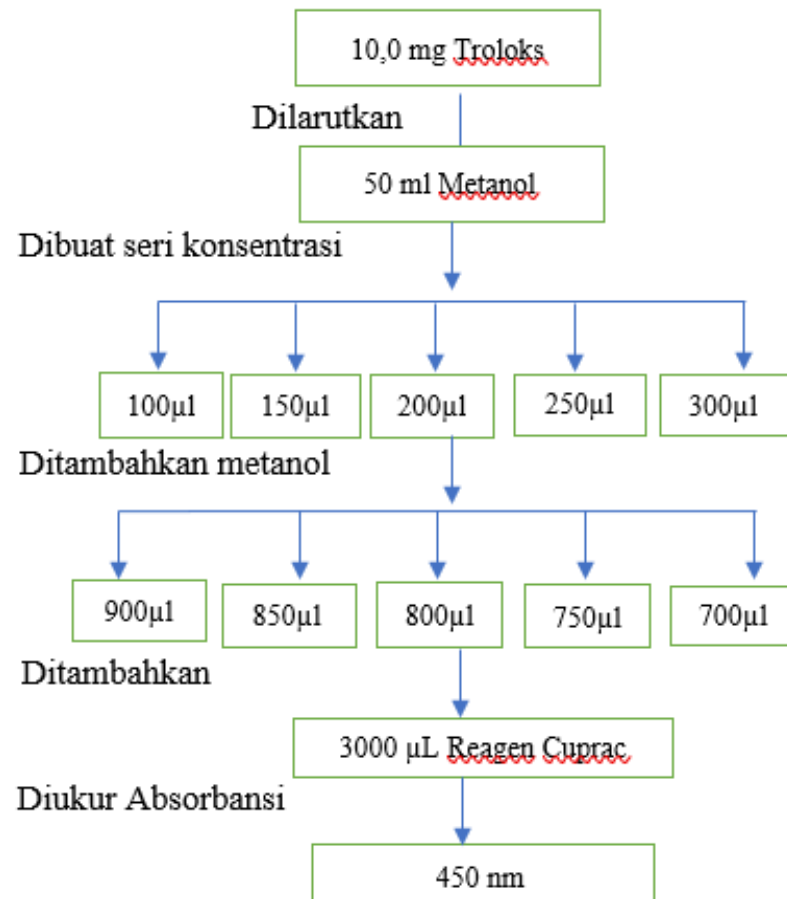 10,0 mg Troloks
Dilarutkan
50 ml Metanol
Dibuat seri konsentrasi
100µl 150µl 200µl 250µl 300µl
Ditambahkan metanol
900µl 850µl 800µl 750µl 700µl
Ditambahkan
3000 µL Reagen Cuprac
Diukur Absorbansi
450 nm